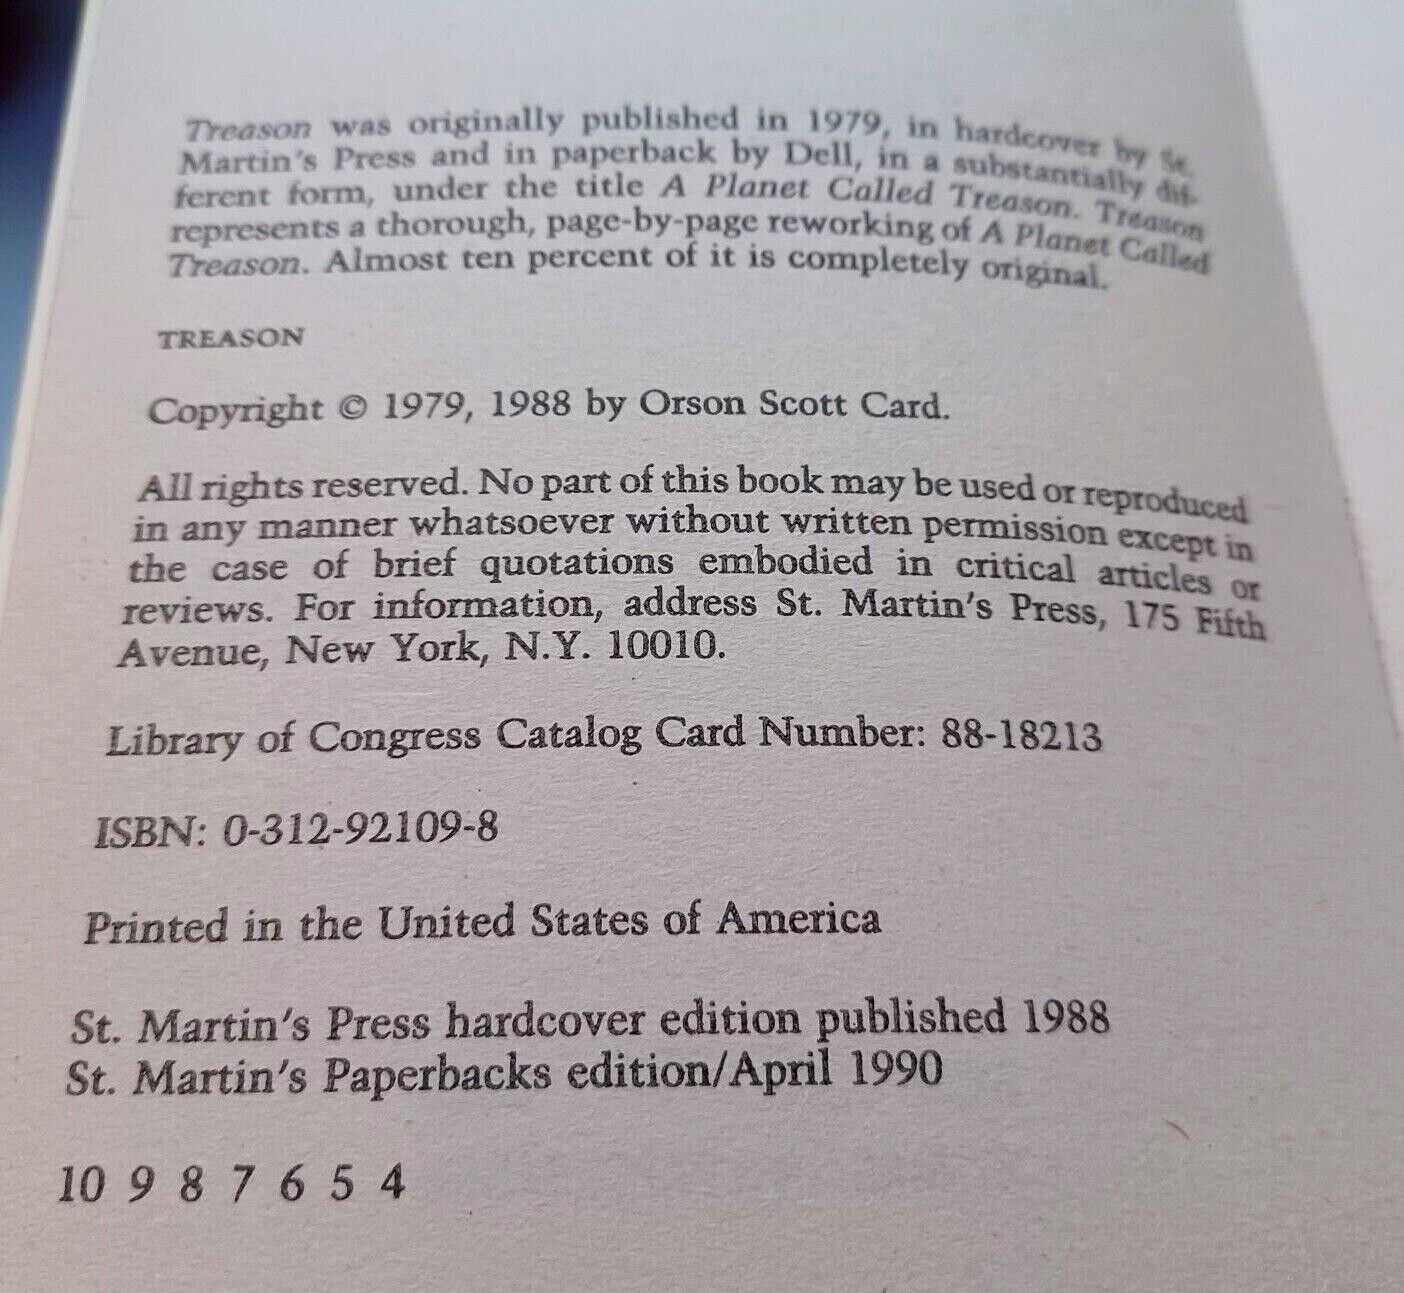 Treason was originally published in 1979, in hardcover by St.
Martin's Press and in paperback by Dell, in a substantially dif-
ferent form, under the title A Planet Called Treason. Treason
represents a thorough, page-by-page reworking of A Planet Called
Treason. Almost ten percent of it is completely original.
TREASON
Copyright © 1979, 1988 by Orson Scott Card.
All rights reserved. No part of this book may be used or reproduced
in any manner whatsoever without written permission except in
the case of brief quotations embodied in critical articles or
reviews. For information, address St. Martin's Press, 175 Fifth
Avenue, New York, N.Y. 10010.
Library of Congress Catalog Card Number: 88-18213
ISBN: 0-312-92109-8
Printed in the United States of America
St. Martin's Press hardcover edition published 1988
St. Martin's Paperbacks edition/April 1990
10 9 8 7 6 5 4